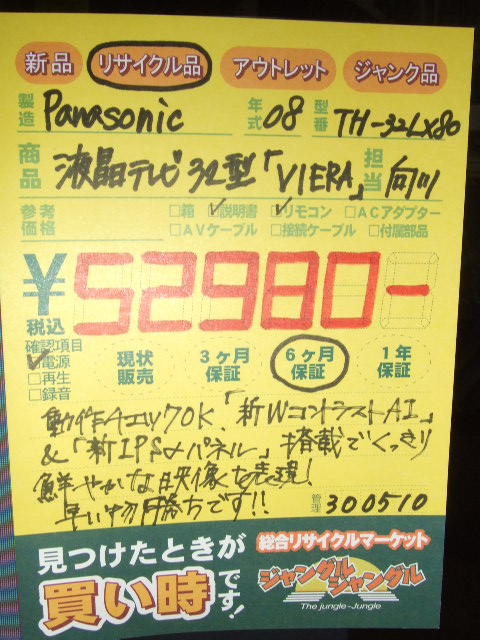 新品 リサイクル品 アウトレット ジャンク品
製造 Panasonic 年式 08 型番 TH-32LX80
商品 液晶テレビ 32型「VIERA」 担当 向川
参考価格 □箱 □説明書 □リモコン □ACアダプター
□AVケーブル □接続ケーブル □付属部品
¥52980-
税込
確認項目
□電源
□再生
□録音
現状販売 3ヶ月保証 6ヶ月保証 1年保証
動作チェックOK、「新WコントラストAI」
&「新IPSαパネル」搭載でくっきり
鮮やかな映像を表現!
早い物勝ちです!!
管理 300510
見つけたときが
買い時です!
総合リサイクルマーケット
ジャングルジャングル
The jungle-Jungle